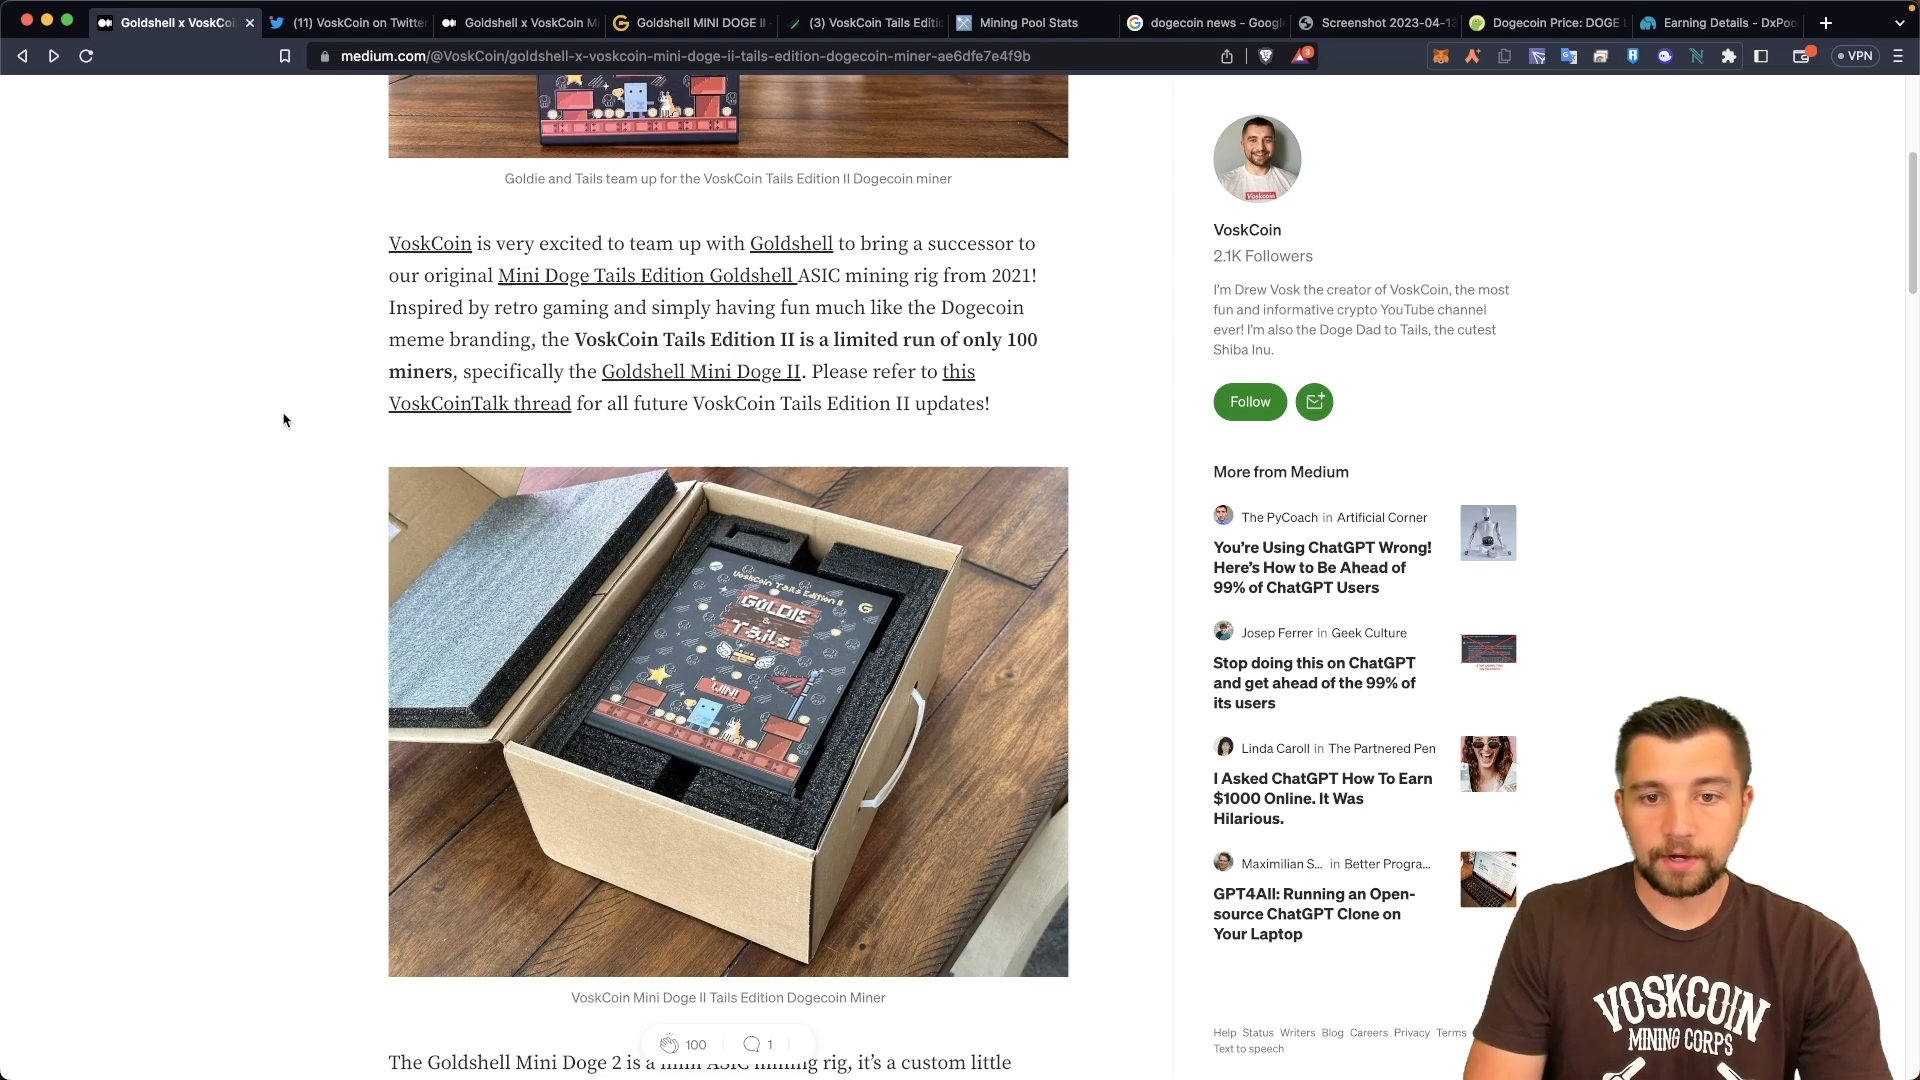 Goldshell x VoskCoi
(11) VoskCoin on Twitter
Goldshell x VoskCoin Mi
Goldshell MINI DOGE II
(3) VoskCoin Tails Editi
Mining Pool Stats
dogecoin news - Google
Screenshot 2023-04-13
Dogecoin Price: DOGE L
Earning Details - DxPoo
medium.com/@VoskCoin/goldshell-x-voskcoin-mini-doge-ii-tails-edition-dogecoin-miner-ae6dfe7e4f9b
3
VPN
Goldie and Tails team up for the VoskCoin Tails Edition II Dogecoin miner
VoskCoin is very excited to team up with Goldshell to bring a successor to
our original Mini Doge Tails Edition Goldshell ASIC mining rig from 2021!
Inspired by retro gaming and simply having fun much like the Dogecoin
meme branding, the VoskCoin Tails Edition II is a limited run of only 100
miners, specifically the Goldshell Mini Doge II. Please refer to this
VoskCoinTalk thread for all future VoskCoin Tails Edition II updates!
VoskCoin Tails Edition II
GOLDIE
&
Tails
WIN!
VoskCoin Mini Doge II Tails Edition Dogecoin Miner
100
1
The Goldshell Mini Doge 2 is a mini ASIC mining rig, it's a custom little
Voskcoin
VoskCoin
2.1K Followers
I'm Drew Vosk the creator of VoskCoin, the most
fun and informative crypto YouTube channel
ever! I'm also the Doge Dad to Tails, the cutest
Shiba Inu.
Follow
More from Medium
The PyCoach in Artificial Corner
You're Using ChatGPT Wrong!
Here's How to Be Ahead of
99% of ChatGPT Users
Josep Ferrer in Geek Culture
Stop doing this on ChatGPT
and get ahead of the 99% of
its users
Linda Caroll in The Partnered Pen
I Asked ChatGPT How To Earn
$1000 Online. It Was
Hilarious.
Maximilian S... in Better Progra...
GPT4All: Running an Open-
source ChatGPT Clone on
Your Laptop
Help Status Writers Blog Careers Privacy Terms
Text to speech
VOSKCOIN
MINING CORPS